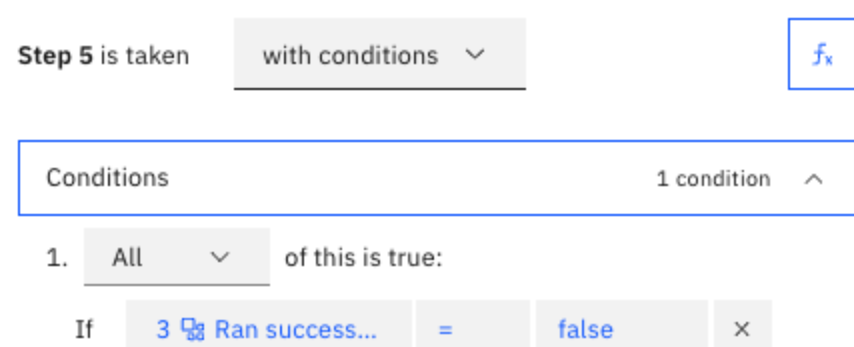 Step 5 is taken with conditions fx
Conditions 1 condition
1. All of this is true:
If 3 Ran success... = false ×